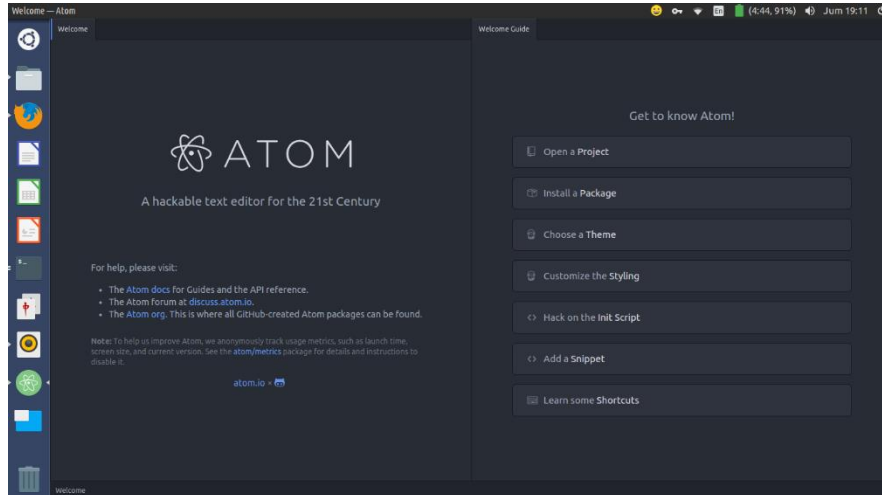 Welcome — Atom
En
(4:44, 91%)
Jum 19:11
Welcome
ATOM
A hackable text editor for the 21st Century
For help, please visit:
• The Atom docs for Guides and the API reference.
• The Atom forum at discuss.atom.io.
• The Atom org. This is where all GitHub-created Atom packages can be found.
Note: To help us improve Atom, we anonymously track usage metrics, such as launch time,
screen size, and current version. See the atom/metrics package for details and instructions to
disable it.
atom.io ×
Welcome
Welcome Guide
Get to know Atom!
Open a Project
Install a Package
Choose a Theme
Customize the Styling
Hack on the Init Script
Add a Snippet
Learn some Shortcuts